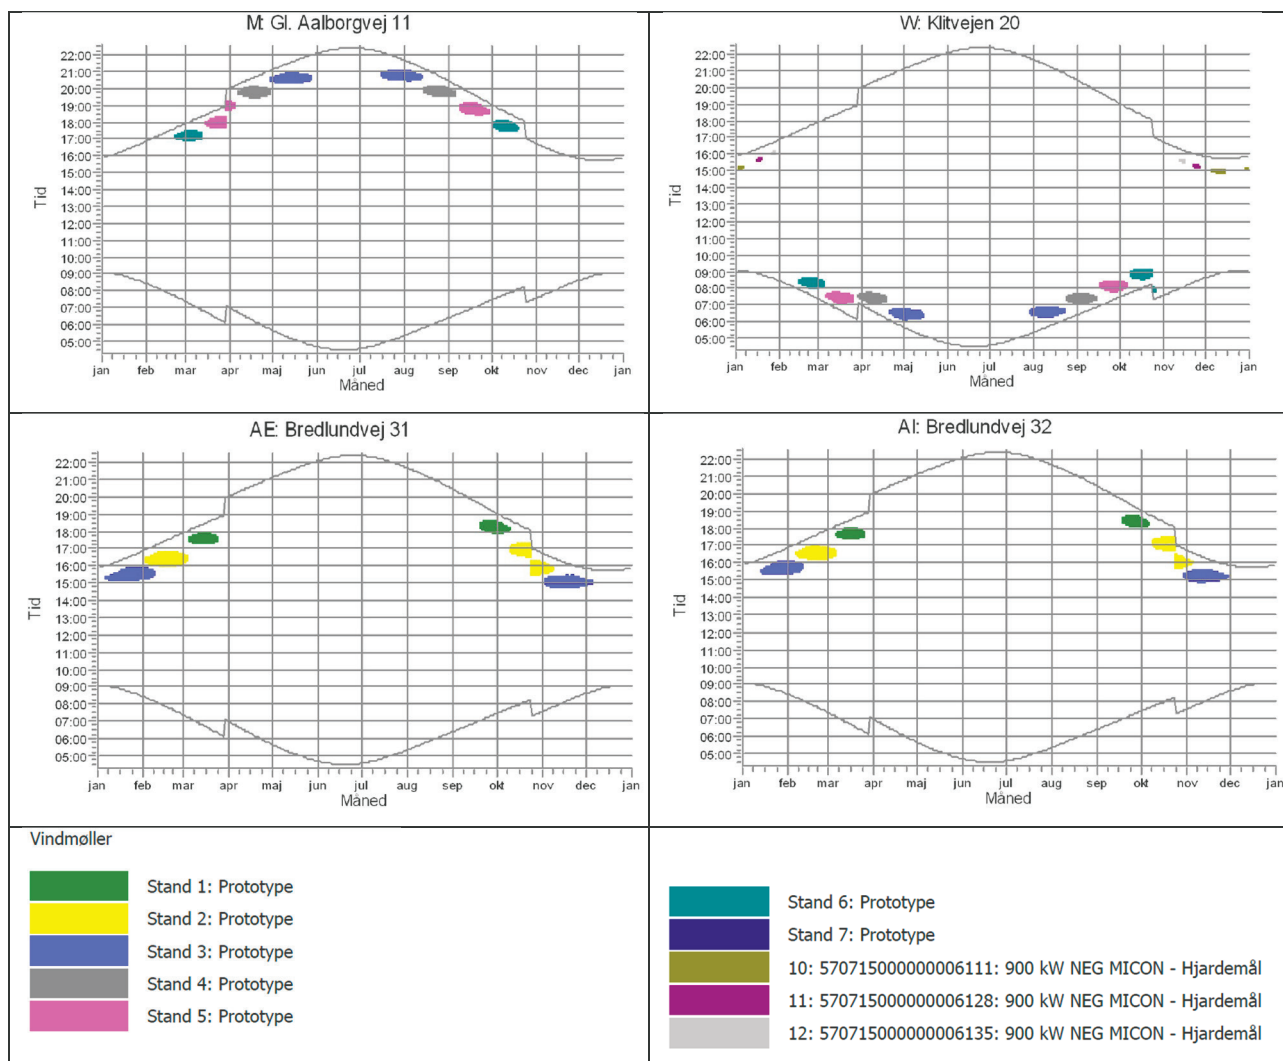 M: Gl. Aalborgvej 11
22:00
21:00
20:00
19:00
18:00
17:00
16:00
15:00
14:00
13:00
12:00
11:00
10:00
09:00
08:00
07:00
06:00
05:00
Tid
jan feb mar apr maj jun jul aug sep okt nov dec jan
Måned
W: Klitvejen 20
22:00
21:00
20:00
19:00
18:00
17:00
16:00
15:00
14:00
13:00
12:00
11:00
10:00
09:00
08:00
07:00
06:00
05:00
Tid
jan feb mar apr maj jun jul aug sep okt nov dec jan
Måned
AE: Bredlundvej 31
22:00
21:00
20:00
19:00
18:00
17:00
16:00
15:00
14:00
13:00
12:00
11:00
10:00
09:00
08:00
07:00
06:00
05:00
Tid
jan feb mar apr maj jun jul aug sep okt nov dec jan
Måned
AI: Bredlundvej 32
22:00
21:00
20:00
19:00
18:00
17:00
16:00
15:00
14:00
13:00
12:00
11:00
10:00
09:00
08:00
07:00
06:00
05:00
Tid
jan feb mar apr maj jun jul aug sep okt nov dec jan
Måned
Vindmøller
Stand 1: Prototype
Stand 2: Prototype
Stand 3: Prototype
Stand 4: Prototype
Stand 5: Prototype
Stand 6: Prototype
Stand 7: Prototype
10: 570715000000006111: 900 kW NEG MICON - Hjardemål
11: 570715000000006128: 900 kW NEG MICON - Hjardemål
12: 570715000000006135: 900 kW NEG MICON - Hjardemål